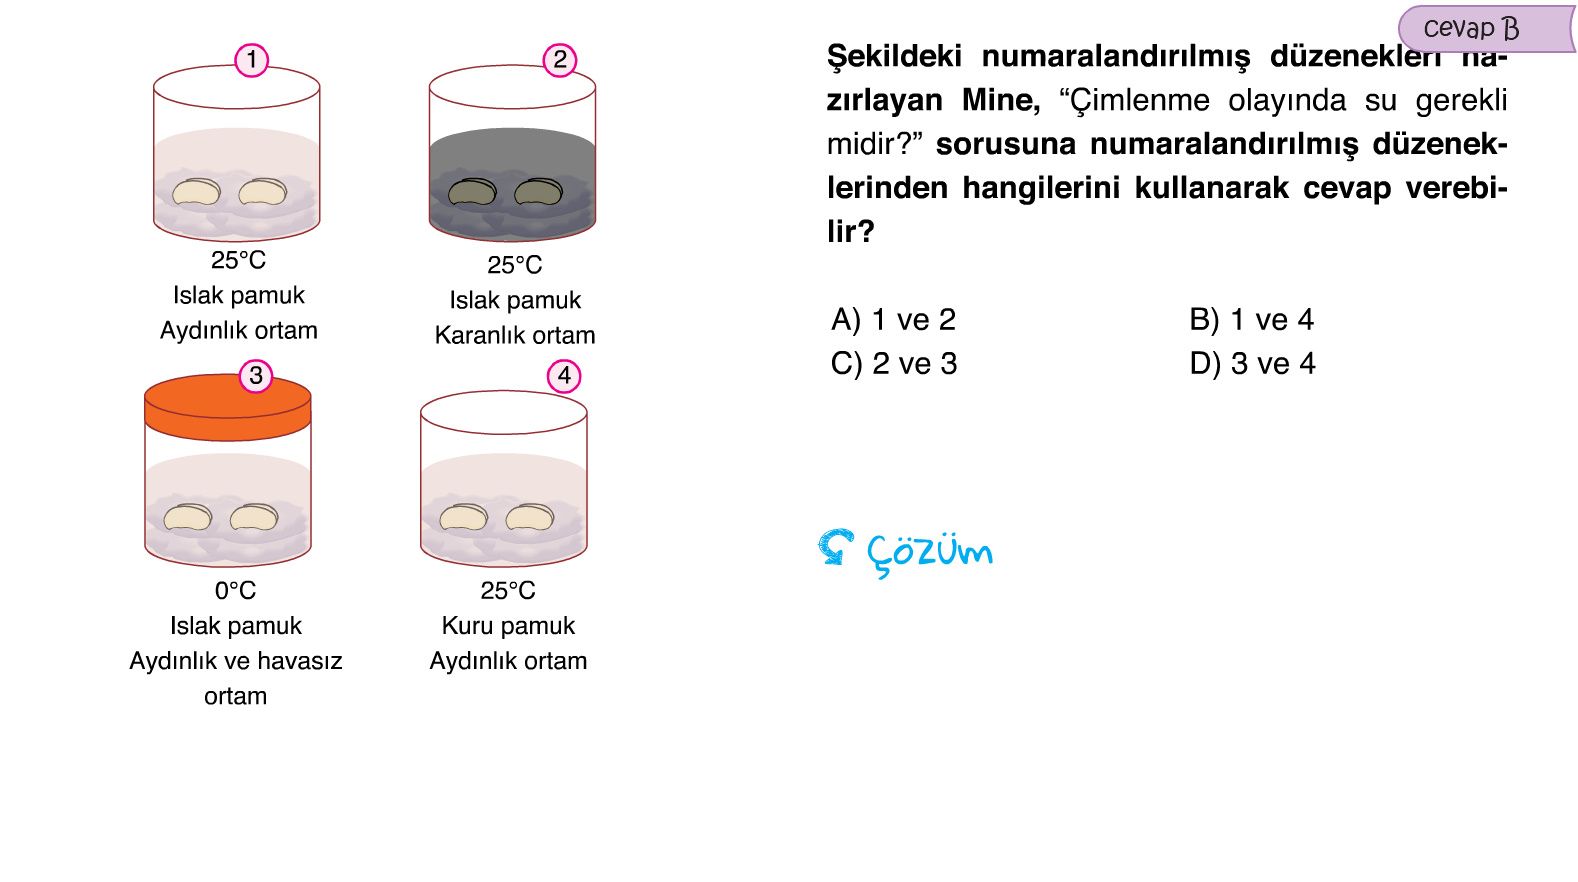 1
25°C
Islak pamuk
Aydınlık ortam
2
25°C
Islak pamuk
Karanlık ortam
3
0°C
Islak pamuk
Aydınlık ve havasız
ortam
4
25°C
Kuru pamuk
Aydınlık ortam
Cevap B
Şekildeki numaralandırılmış düzenekleri ha-
zırlayan Mine, “Çimlenme olayında su gerekli
midir?” sorusuna numaralandırılmış düzenek-
lerinden hangilerini kullanarak cevap verebi-
lir?
A) 1 ve 2
B) 1 ve 4
C) 2 ve 3
D) 3 ve 4
Çözüm